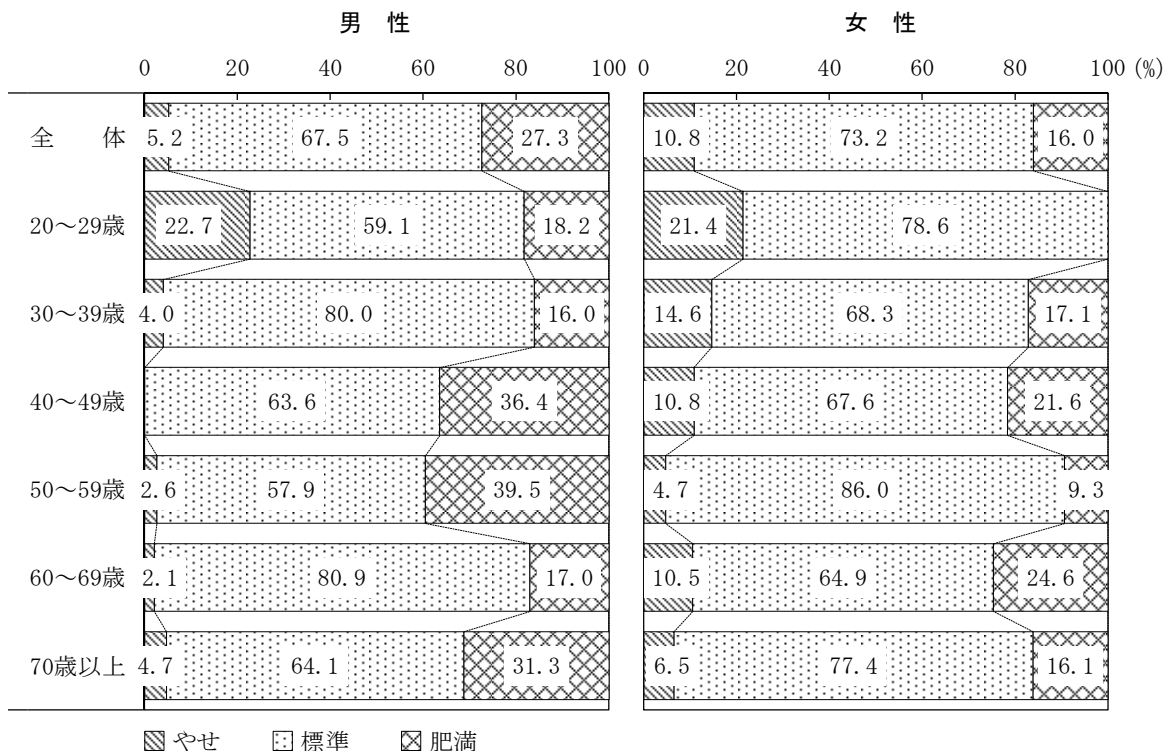 男 性 女 性
0 20 40 60 80 100 0 20 40 60 80 100 (%)
全 体 5.2 67.5 27.3 10.8 73.2 16.0
20～29歳 22.7 59.1 18.2 21.4 78.6
30～39歳 4.0 80.0 16.0 14.6 68.3 17.1
40～49歳 63.6 36.4 10.8 67.6 21.6
50～59歳 2.6 57.9 39.5 4.7 86.0 9.3
60～69歳 2.1 80.9 17.0 10.5 64.9 24.6
70歳以上 4.7 64.1 31.3 6.5 77.4 16.1
やせ 標準 肥満